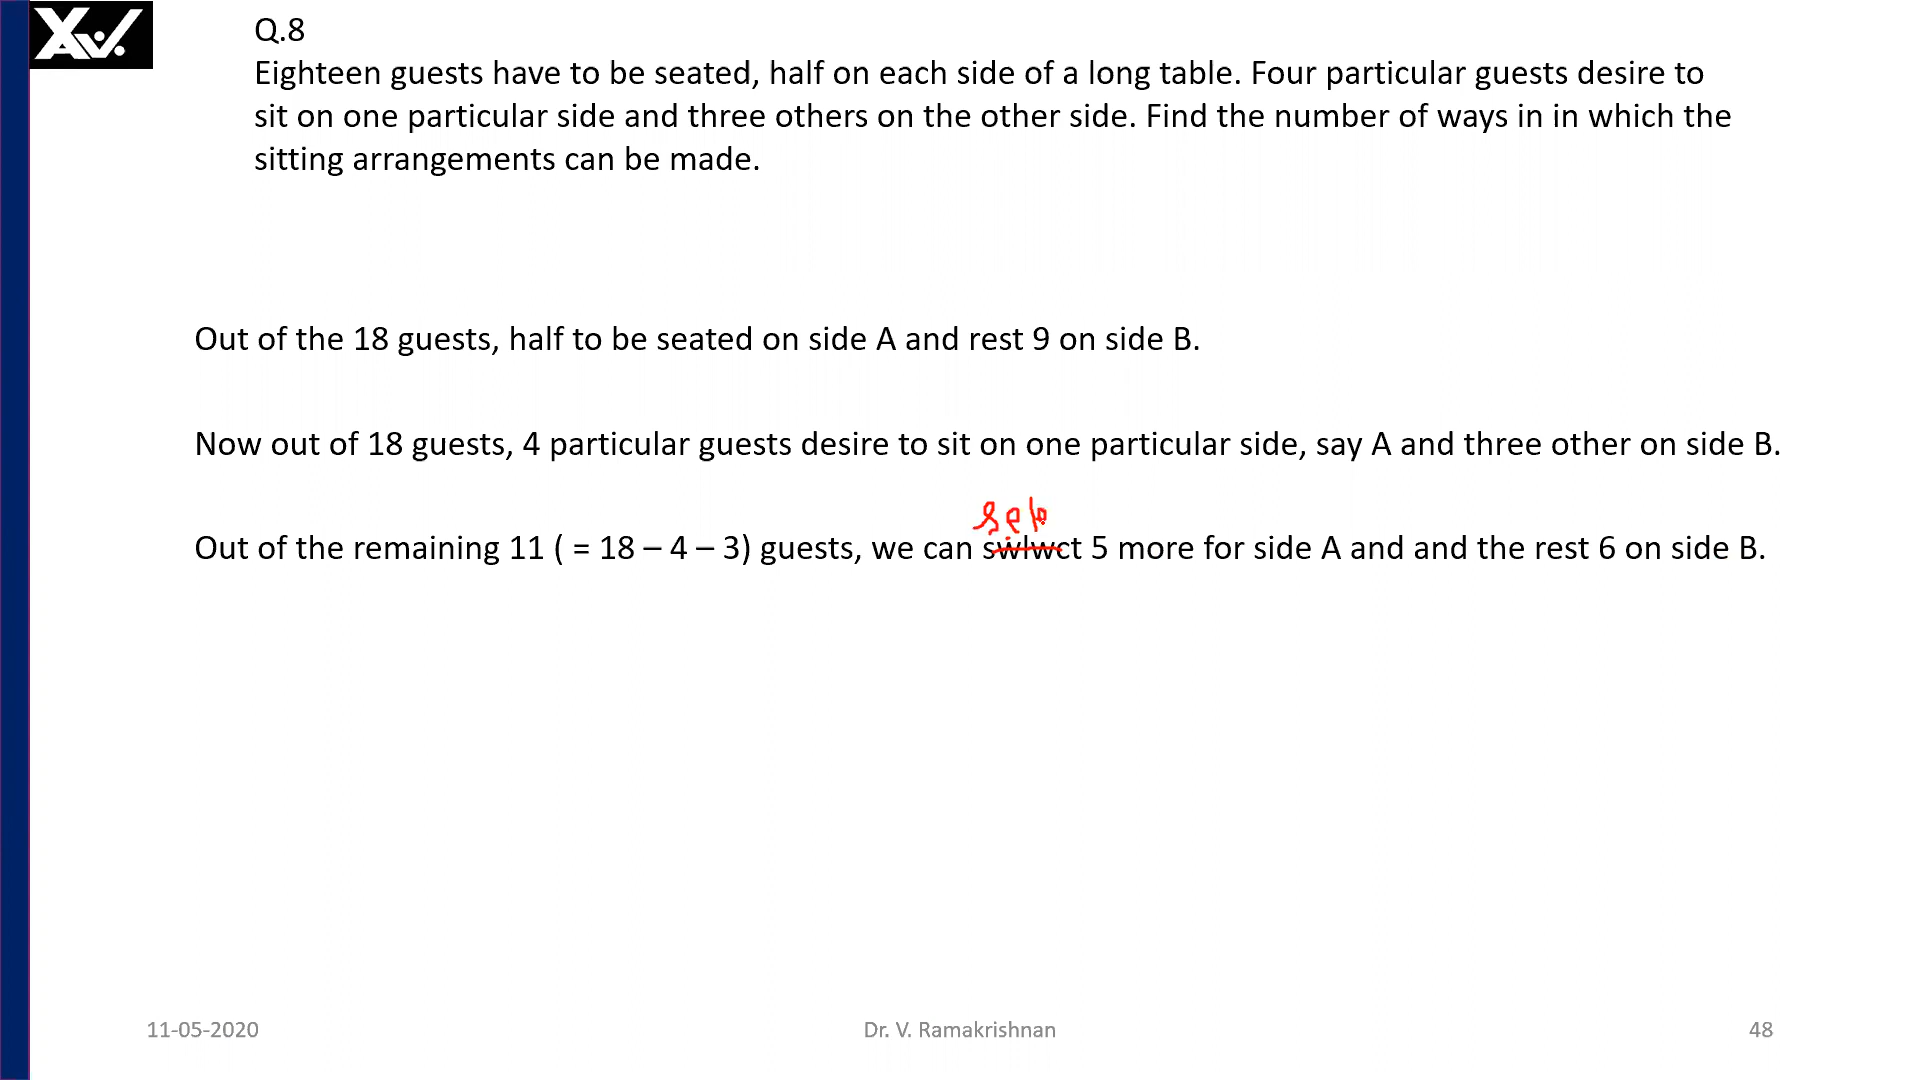 XV.
Q.8
Eighteen guests have to be seated, half on each side of a long table. Four particular guests desire to
sit on one particular side and three others on the other side. Find the number of ways in in which the
sitting arrangements can be made.
Out of the 18 guests, half to be seated on side A and rest 9 on side B.
Now out of 18 guests, 4 particular guests desire to sit on one particular side, say A and three other on side B.
sele
Out of the remaining 11 ( = 18 – 4 – 3) guests, we can swlwct 5 more for side A and and the rest 6 on side B.
11-05-2020
Dr. V. Ramakrishnan
48